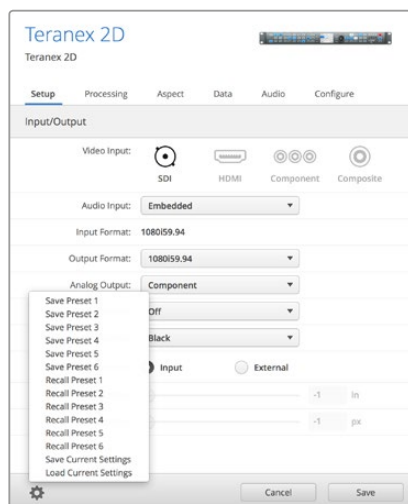 Teranex 2D
Teranex 2D
Setup Processing Aspect Data Audio Configure
Input/Output
Video Input:
SDI HDMI Component Composite
Audio Input: Embedded
Input Format: 1080i59.94
Output Format: 1080i59.94
Analog Output: Component
Off
Black
Input External
-1 in
-1 px
Save Preset 1
Save Preset 2
Save Preset 3
Save Preset 4
Save Preset 5
Save Preset 6
Recall Preset 1
Recall Preset 2
Recall Preset 3
Recall Preset 4
Recall Preset 5
Recall Preset 6
Save Current Settings
Load Current Settings
Cancel Save